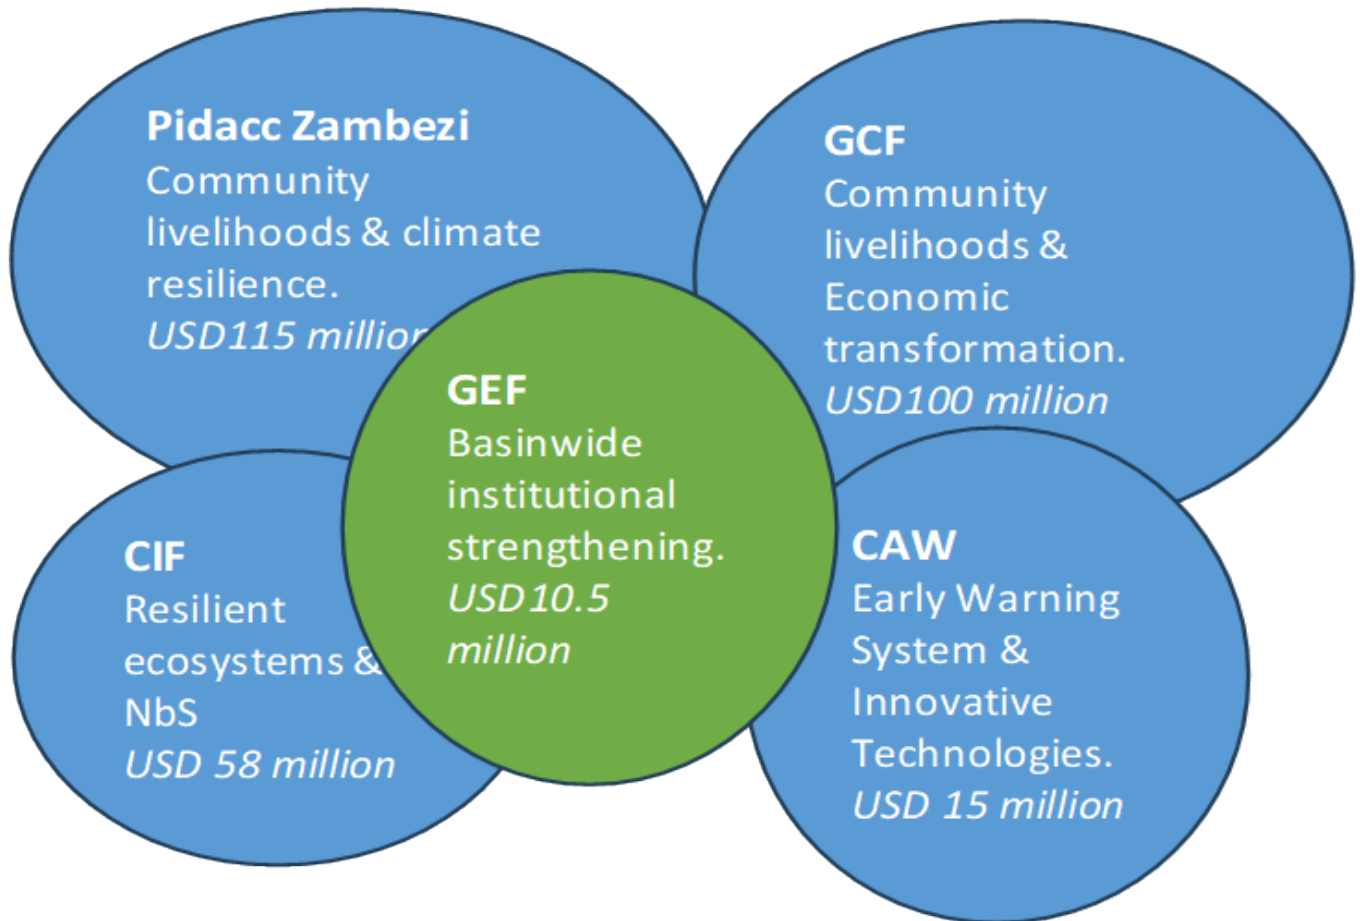 Pidacc Zambezi
Community
livelihoods & climate
resilience.
USD115 million
GCF
Community
livelihoods &
Economic
transformation.
USD100 million
GEF
Basinwide
institutional
strengthening.
USD10.5
million
CIF
Resilient
ecosystems &
NbS
USD 58 million
CAW
Early Warning
System &
Innovative
Technologies.
USD 15 million